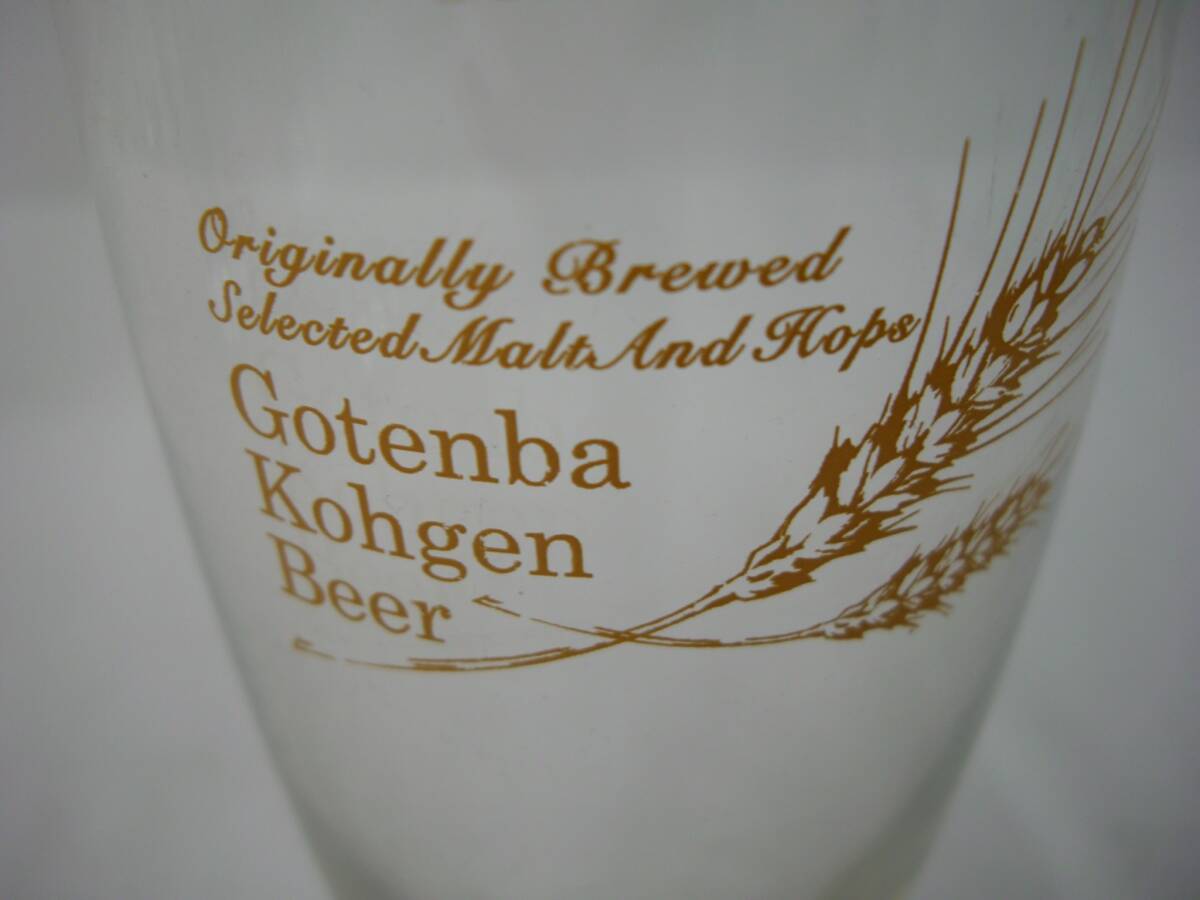 Originally Brewed
Selected Malt And Hops
Gotenba
Kohgen
Beer